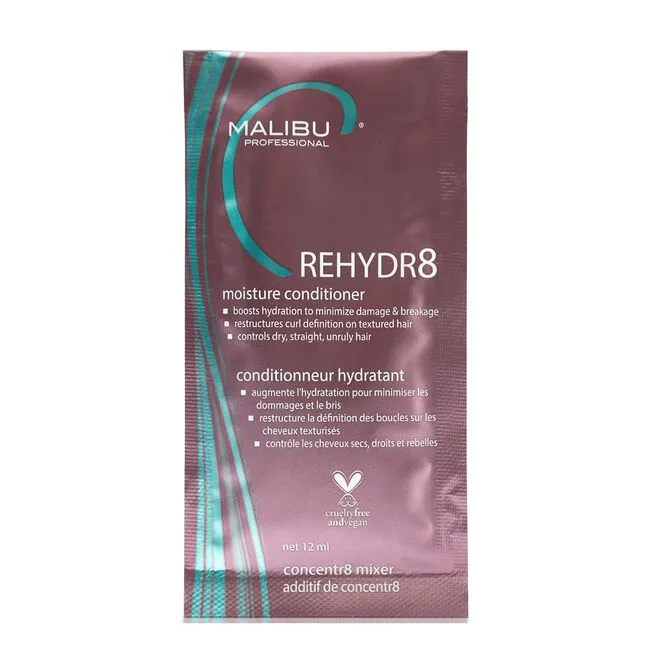 MALIBU ®
PROFESSIONAL
REHYDR8
moisture conditioner
▪ boosts hydration to minimize damage & breakage
▪ restructures curl definition on textured hair
▪ controls dry, straight, unruly hair
conditionneur hydratant
▪ augmente l'hydratation pour minimiser les
dommages et le bris
▪ restructure la définition des boucles sur les
cheveux texturisés
▪ contrôle les cheveux secs, droits et rebelles
crueltyfree
andvegan
net 12 ml
concentr8 mixer
additif de concentr8